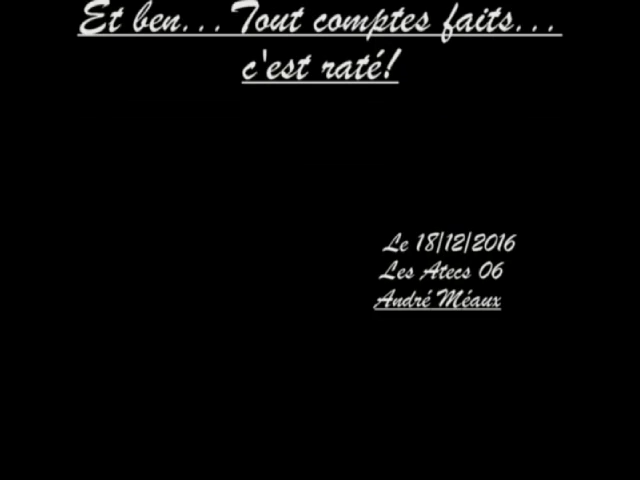 Et ben... Tout comptes faits...
c'est raté!
Le 18/12/2016
Les Atecs 06
André Méaux